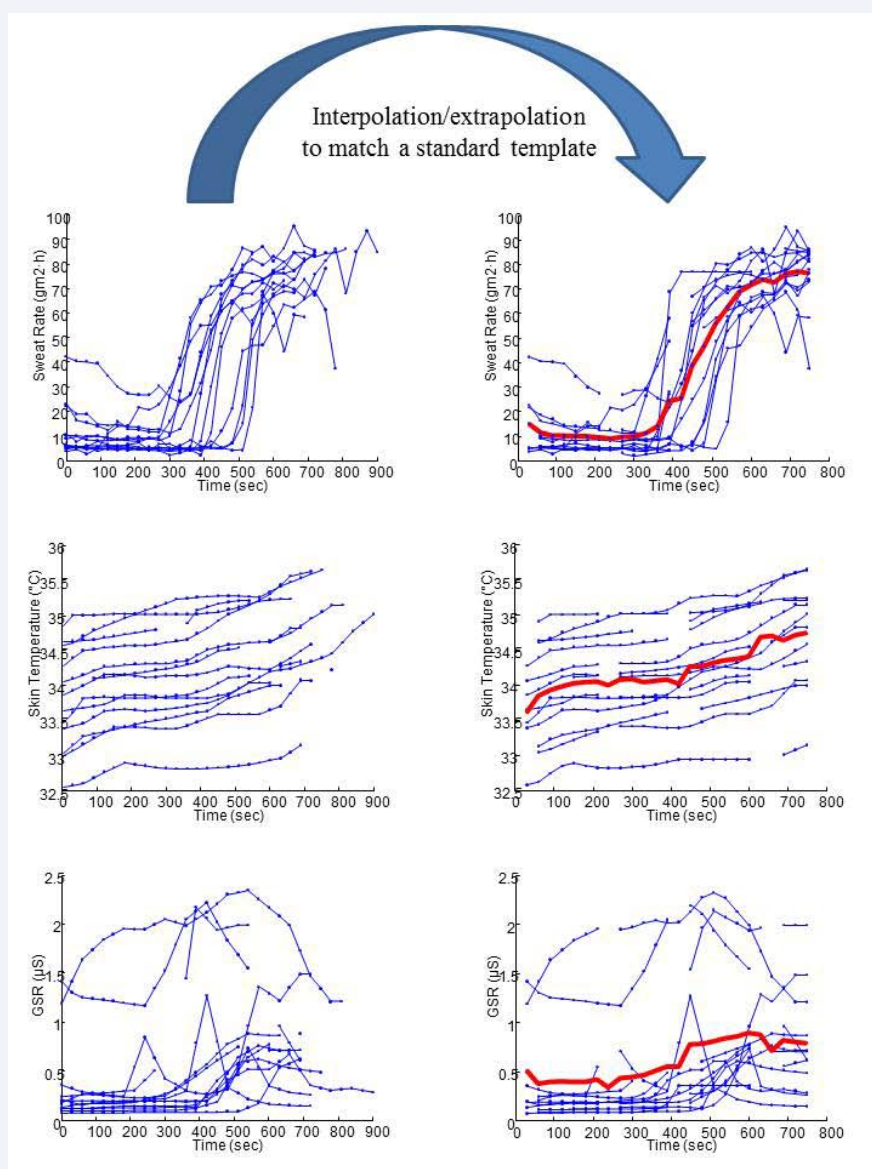 Interpolation/extrapolation
to match a standard template
100
90
80
70
60
50
40
30
20
10
0
Sweat Rate (gm2·h)
0 100 200 300 400 500 600 700 800 900
Time (sec)
100
90
80
70
60
50
40
30
20
10
0
Sweat Rate (gm2·h)
100 200 300 400 500 600 700 800
Time (sec)
36
35.5
35
34.5
34
33.5
33
32.5
Skin Temperature (°C)
0 100 200 300 400 500 600 700 800 900
Time (sec)
36
35.5
35
34.5
34
33.5
33
32.5
Skin Temperature (°C)
100 200 300 400 500 600 700 800
Time (sec)
2.5
2
1.5
1
0.5
0
GSR (µS)
0 100 200 300 400 500 600 700 800 900
Time (sec)
2.5
2
1.5
1
0.5
0
GSR (µS)
100 200 300 400 500 600 700 800
Time (sec)